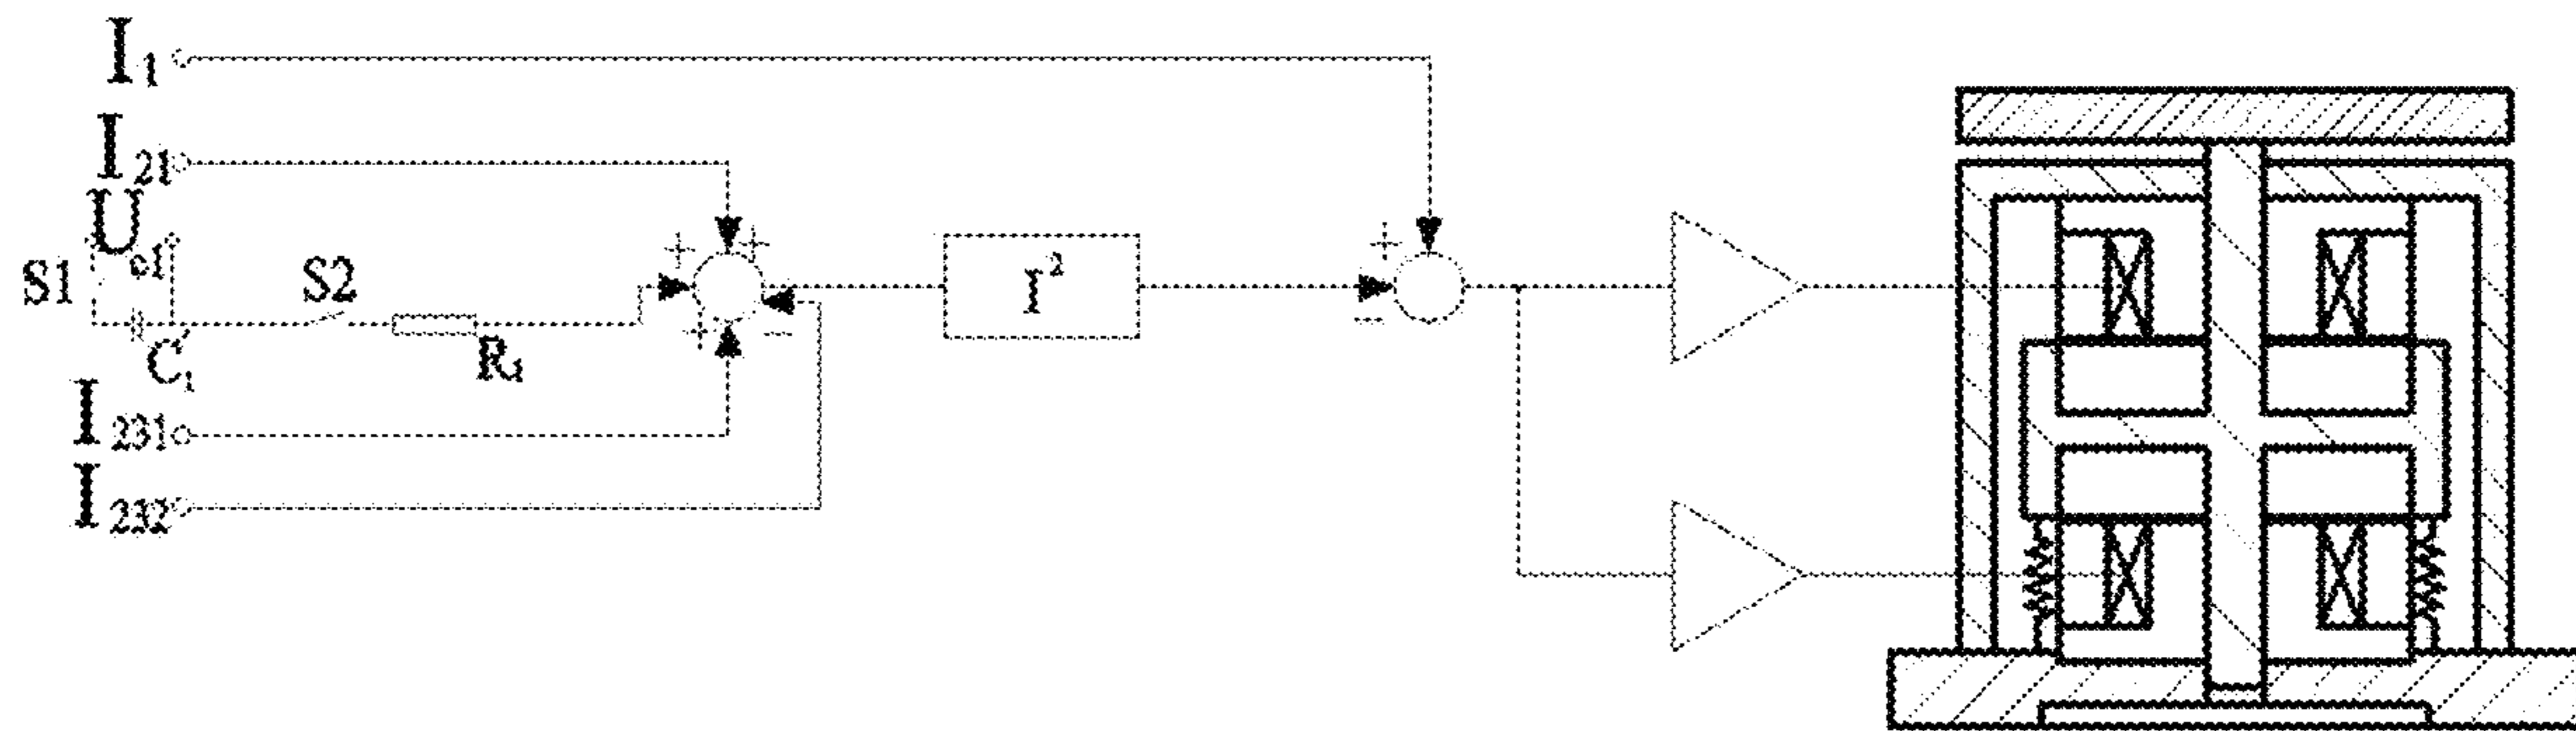 I1
I21
Uc1
S1
S2
C1
R1
I231
I232
+
+
+
−
I²
+
−